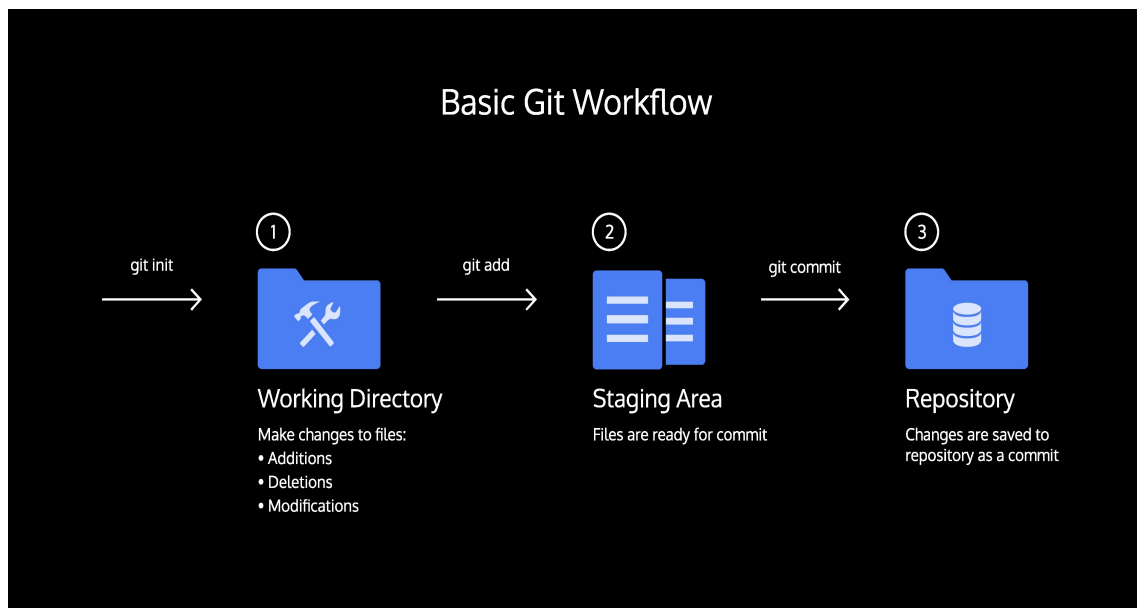 Basic Git Workflow
git init
1
Working Directory
Make changes to files:
• Additions
• Deletions
• Modifications
git add
2
Staging Area
Files are ready for commit
git commit
3
Repository
Changes are saved to
repository as a commit